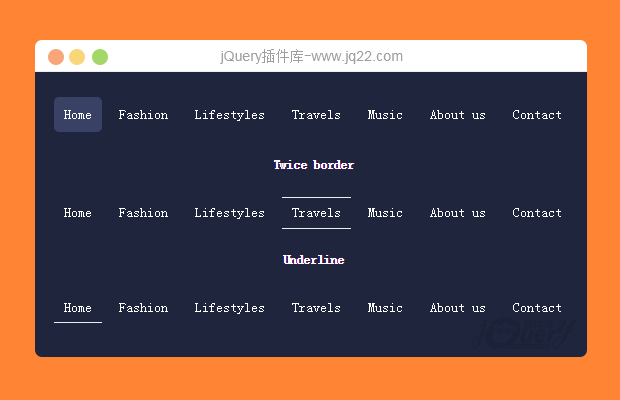 jQuery插件库-www.jq22.com
Home Fashion Lifestyles Travels Music About us Contact
Twice border
Home Fashion Lifestyles Travels Music About us Contact
Underline
Home Fashion Lifestyles Travels Music About us Contact
jQuery